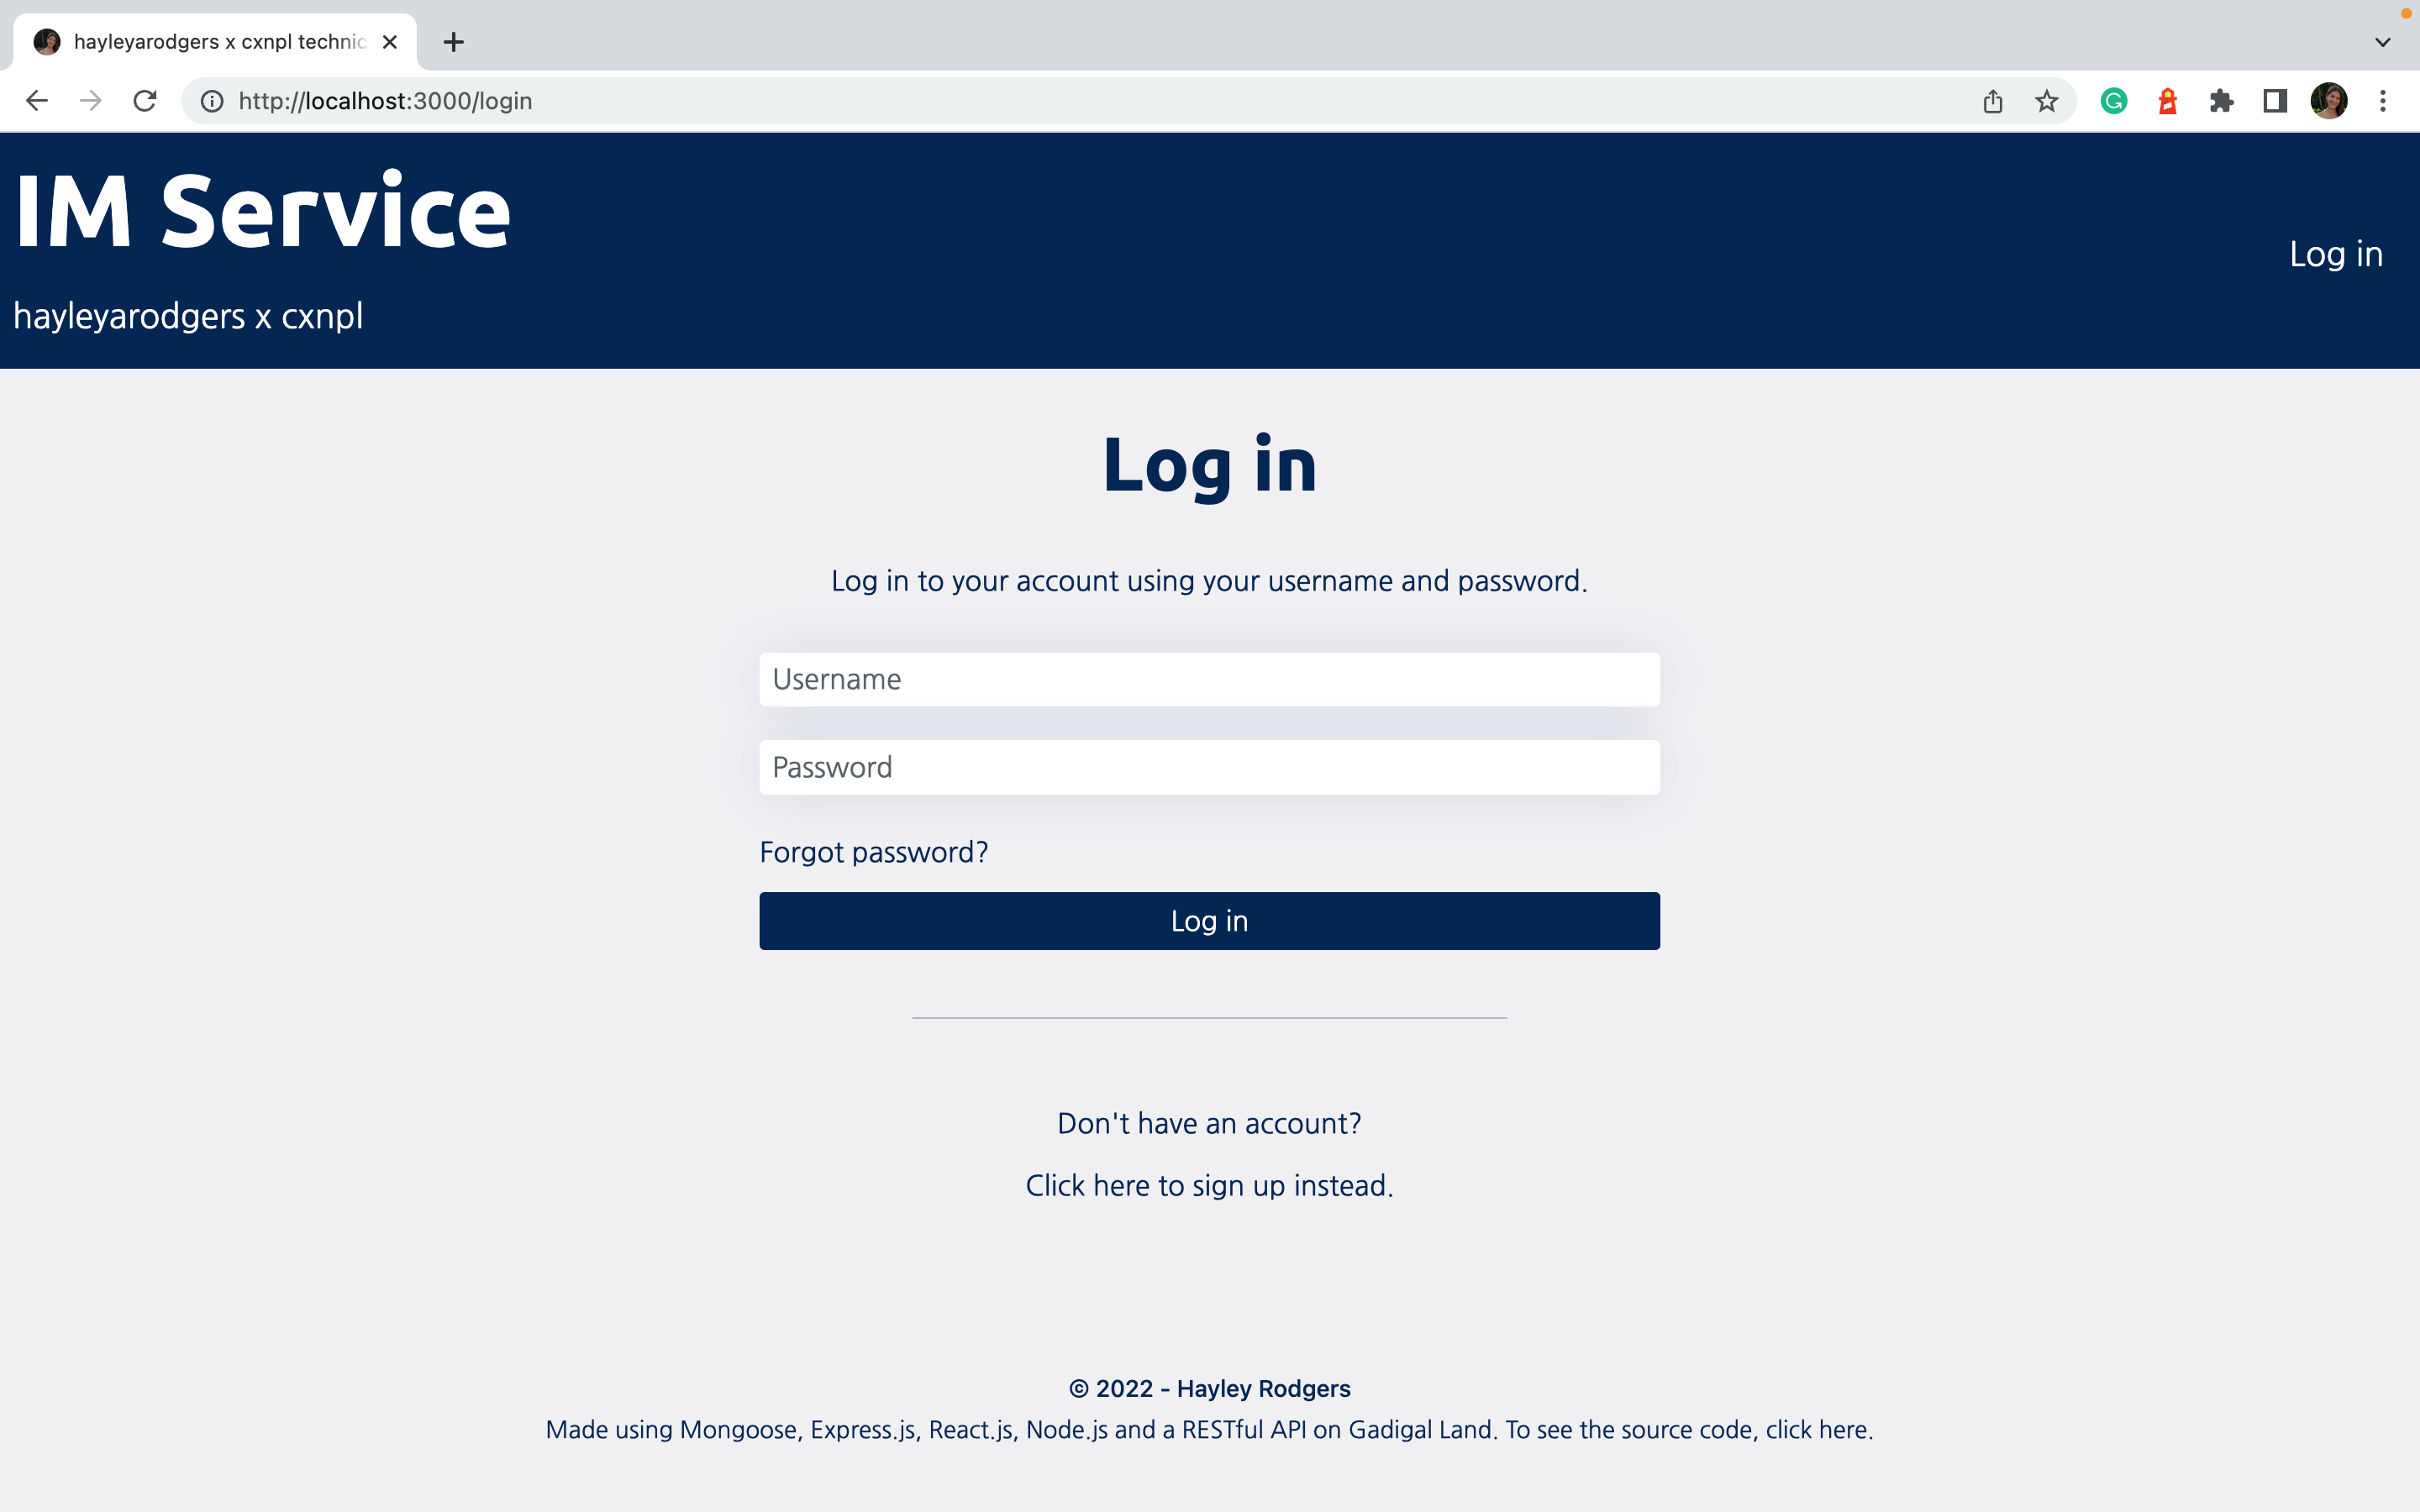 hayleyarodgers x cxnpl technic
http://localhost:3000/login
IM Service
hayleyarodgers x cxnpl
Log in
Log in
Log in to your account using your username and password.
Username
Password
Forgot password?
Log in
Don't have an account?
Click here to sign up instead.
© 2022 - Hayley Rodgers
Made using Mongoose, Express.js, React.js, Node.js and a RESTful API on Gadigal Land. To see the source code, click here.